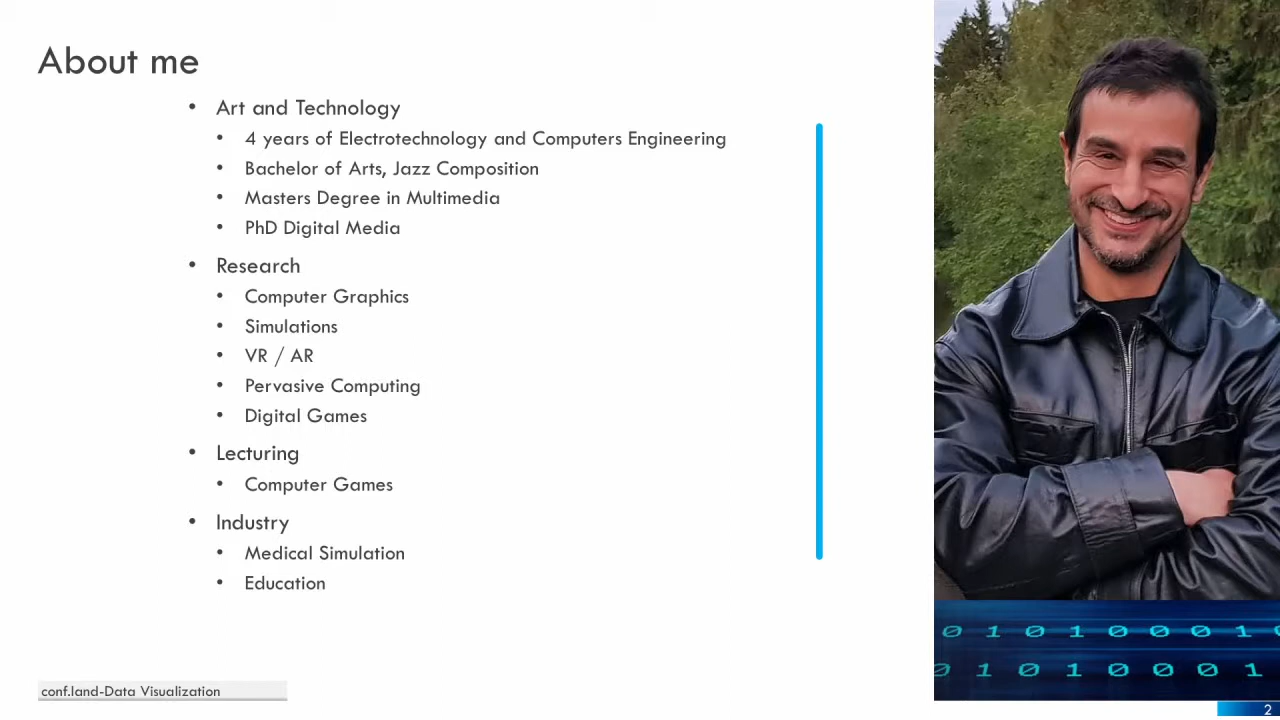 About me
• Art and Technology
• 4 years of Electrotechnology and Computers Engineering
• Bachelor of Arts, Jazz Composition
• Masters Degree in Multimedia
• PhD Digital Media
• Research
• Computer Graphics
• Simulations
• VR / AR
• Pervasive Computing
• Digital Games
• Lecturing
• Computer Games
• Industry
• Medical Simulation
• Education
0 1 0 1 0 0 0 1 0
0 1 0 1 0 0 0 1
conf.land-Data Visualization
2